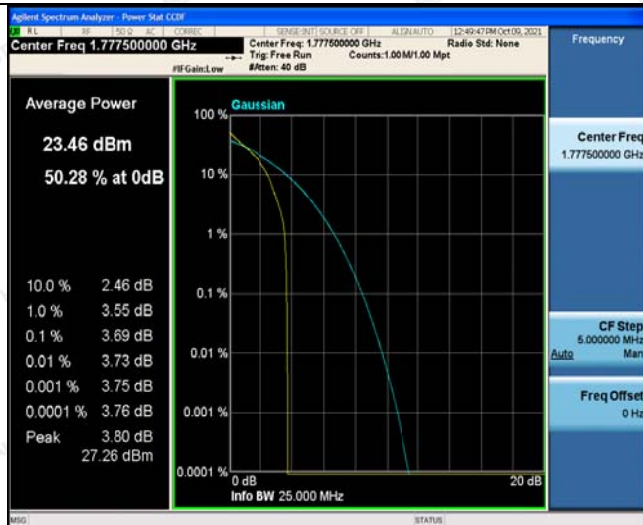 Agilent Spectrum Analyzer - Power Stat CCDF
RL RF 50 Ω AC CORREC SENSE:INT SOURCE OFF ALIGN AUTO 12:49:47 PM Oct 09, 2021
Center Freq 1.777500000 GHz
Center Freq: 1.777500000 GHz
Radio Std: None
Trig: Free Run Counts:1.00 M/1.00 Mpt
#IFGain:Low #Atten: 40 dB
Frequency
Average Power
23.46 dBm
50.28 % at 0dB
10.0 % 2.46 dB
1.0 % 3.55 dB
0.1 % 3.69 dB
0.01 % 3.73 dB
0.001 % 3.75 dB
0.0001 % 3.76 dB
Peak 3.80 dB
27.26 dBm
Gaussian
100 %
10 %
1 %
0.1 %
0.01 %
0.001 %
0.0001 %
0 dB 20 dB
Info BW 25.000 MHz
Center Freq
1.777500000 GHz
CF Step
5.000000 MHz
Auto Man
Freq Offset
0 Hz
MSG STATUS